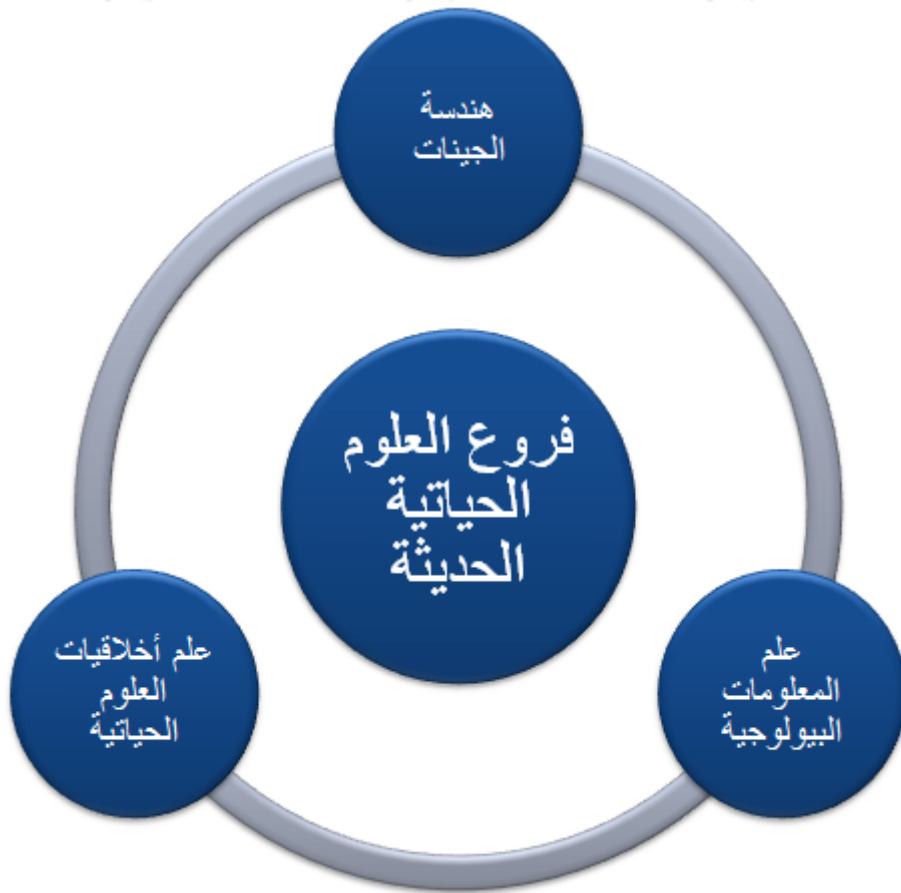 هندسة
الجينات
فروع العلوم
الحياتية
الحديثة
علم
المعلومات
البيولوجية
علم أخلاقيات
العلوم
الحياتية